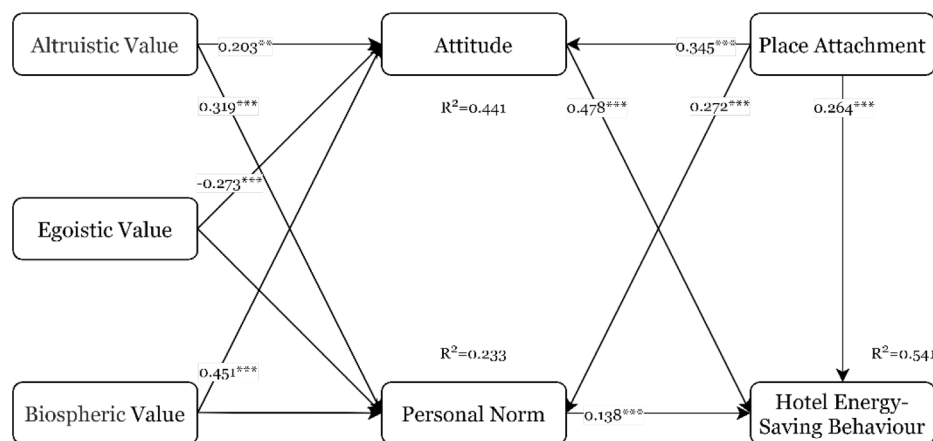 Altruistic Value
0.203**
Attitude
0.345***
Place Attachment
0.319***
R²=0.441
0.478***
0.272***
0.264***
-0.273***
Egoistic Value
R²=0.233
R²=0.541
0.451***
Biospheric Value
Personal Norm
0.138***
Hotel Energy-
Saving Behaviour